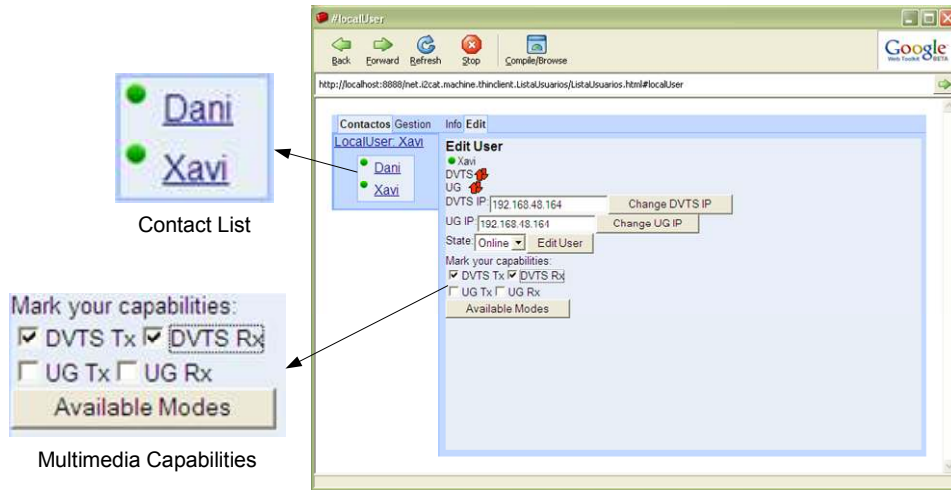 #localUser
Back Forward Refresh Stop Compile/Browse
Google
Web Toolkit BETA
http://localhost:8888/net.i2cat.machine.thinclient.ListaUsuarios/ListaUsuarios.html#localUser
Contactos Gestion Info Edit
LocalUser: Xavi
Dani
Xavi
Edit User
Xavi
DVTS
UG
DVTS IP: 192.168.48.164 Change DVTS IP
UG IP: 192.168.48.164 Change UG IP
State: Online Edit User
Mark your capabilities:
DVTS Tx DVTS Rx
UG Tx UG Rx
Available Modes
Dani
Xavi
Contact List
Mark your capabilities:
DVTS Tx DVTS Rx
UG Tx UG Rx
Available Modes
Multimedia Capabilities